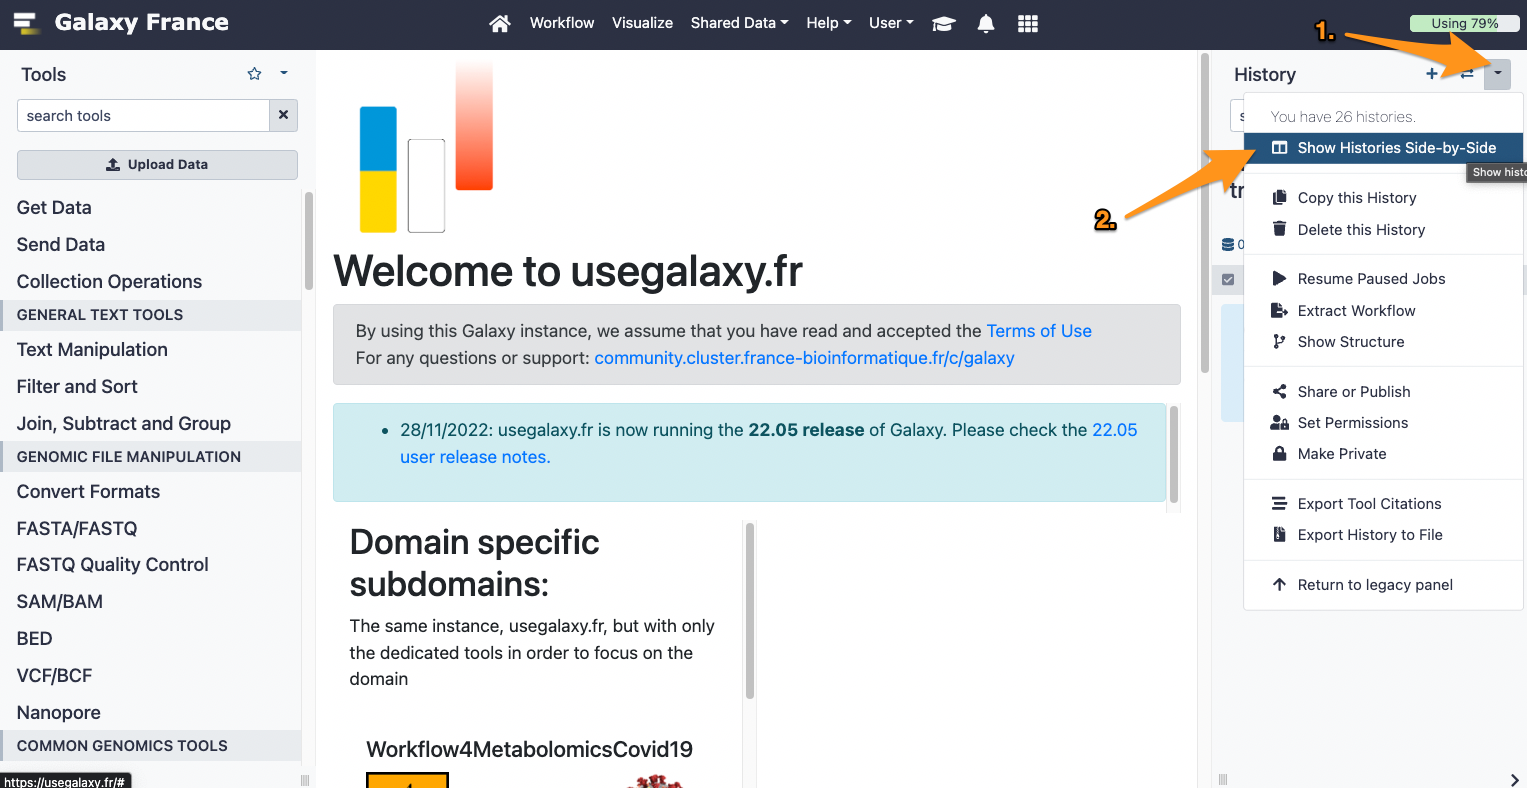 Galaxy France
Workflow Visualize Shared Data Help User
Using 79%
1.
Tools
search tools
Upload Data
Get Data
Send Data
Collection Operations
GENERAL TEXT TOOLS
Text Manipulation
Filter and Sort
Join, Subtract and Group
GENOMIC FILE MANIPULATION
Convert Formats
FASTA/FASTQ
FASTQ Quality Control
SAM/BAM
BED
VCF/BCF
Nanopore
COMMON GENOMICS TOOLS
https://usegalaxy.fr/#
Welcome to usegalaxy.fr
By using this Galaxy instance, we assume that you have read and accepted the Terms of Use
For any questions or support: community.cluster.france-bioinformatique.fr/c/galaxy
• 28/11/2022: usegalaxy.fr is now running the 22.05 release of Galaxy. Please check the 22.05
user release notes.
Domain specific
subdomains:
The same instance, usegalaxy.fr, but with only
the dedicated tools in order to focus on the
domain
Workflow4MetabolomicsCovid19
History
You have 26 histories.
2.
Show Histories Side-by-Side
Show histo
tr
0
Copy this History
Delete this History
Resume Paused Jobs
Extract Workflow
Show Structure
Share or Publish
Set Permissions
Make Private
Export Tool Citations
Export History to File
Return to legacy panel